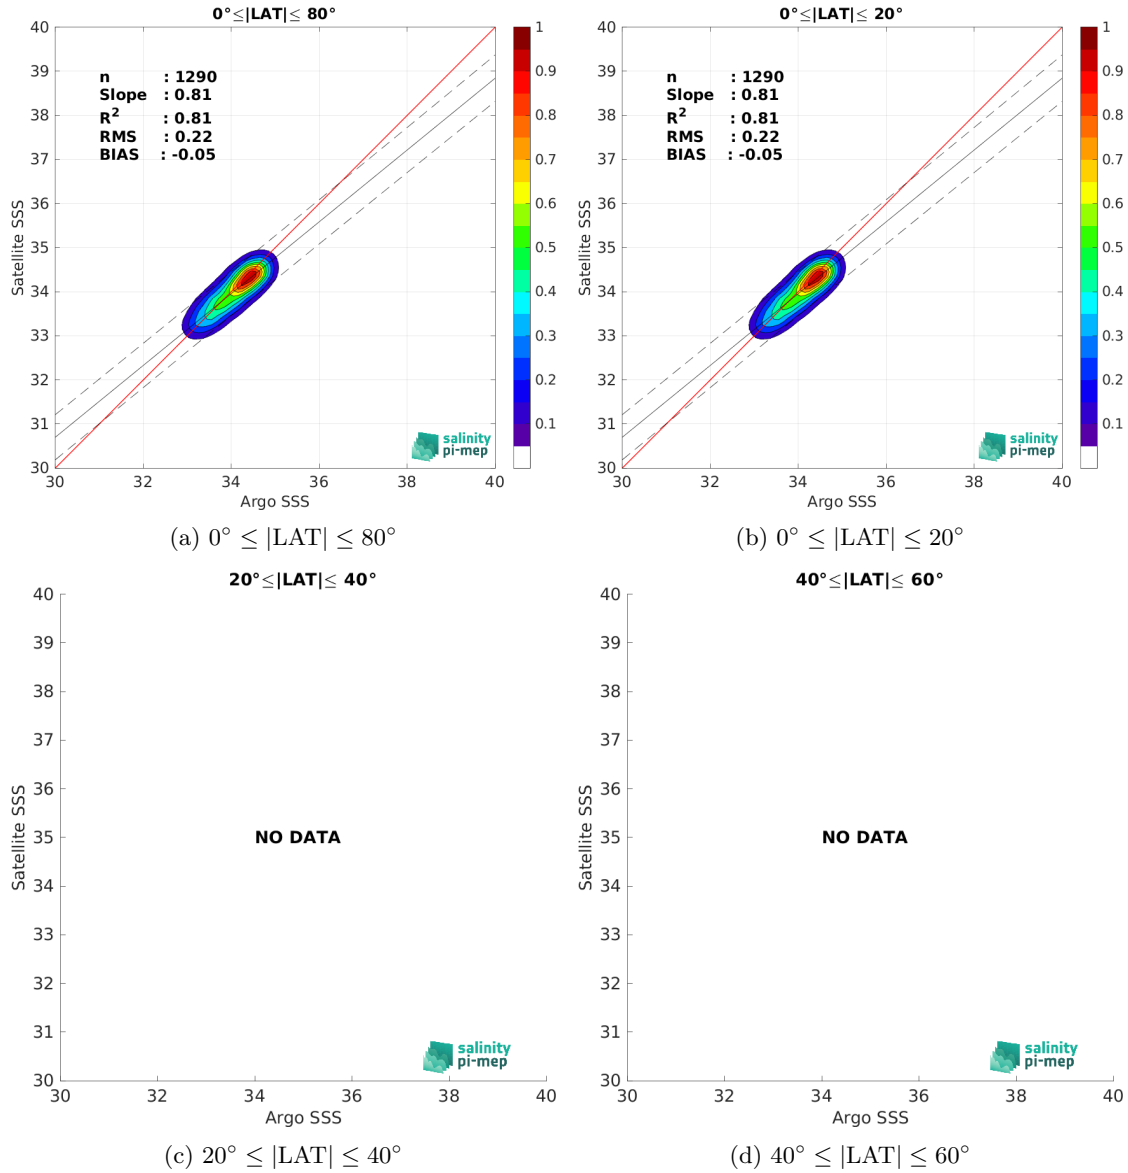 0°≤|LAT|≤ 80°
40
39
38
37
36
35
34
33
32
31
30
Satellite SSS
n : 1290
Slope : 0.81
R² : 0.81
RMS : 0.22
BIAS : -0.05
salinity
pi-mep
30 32 34 36 38 40
Argo SSS
1
0.9
0.8
0.7
0.6
0.5
0.4
0.3
0.2
0.1
(a) 0° ≤ |LAT| ≤ 80°
0°≤|LAT|≤ 20°
40
39
38
37
36
35
34
33
32
31
30
Satellite SSS
n : 1290
Slope : 0.81
R² : 0.81
RMS : 0.22
BIAS : -0.05
salinity
pi-mep
30 32 34 36 38 40
Argo SSS
1
0.9
0.8
0.7
0.6
0.5
0.4
0.3
0.2
0.1
(b) 0° ≤ |LAT| ≤ 20°
20°≤|LAT|≤ 40°
40
39
38
37
36
35
34
33
32
31
30
Satellite SSS
NO DATA
salinity
pi-mep
30 32 34 36 38 40
Argo SSS
(c) 20° ≤ |LAT| ≤ 40°
40°≤|LAT|≤ 60°
40
39
38
37
36
35
34
33
32
31
30
Satellite SSS
NO DATA
salinity
pi-mep
30 32 34 36 38 40
Argo SSS
(d) 40° ≤ |LAT| ≤ 60°